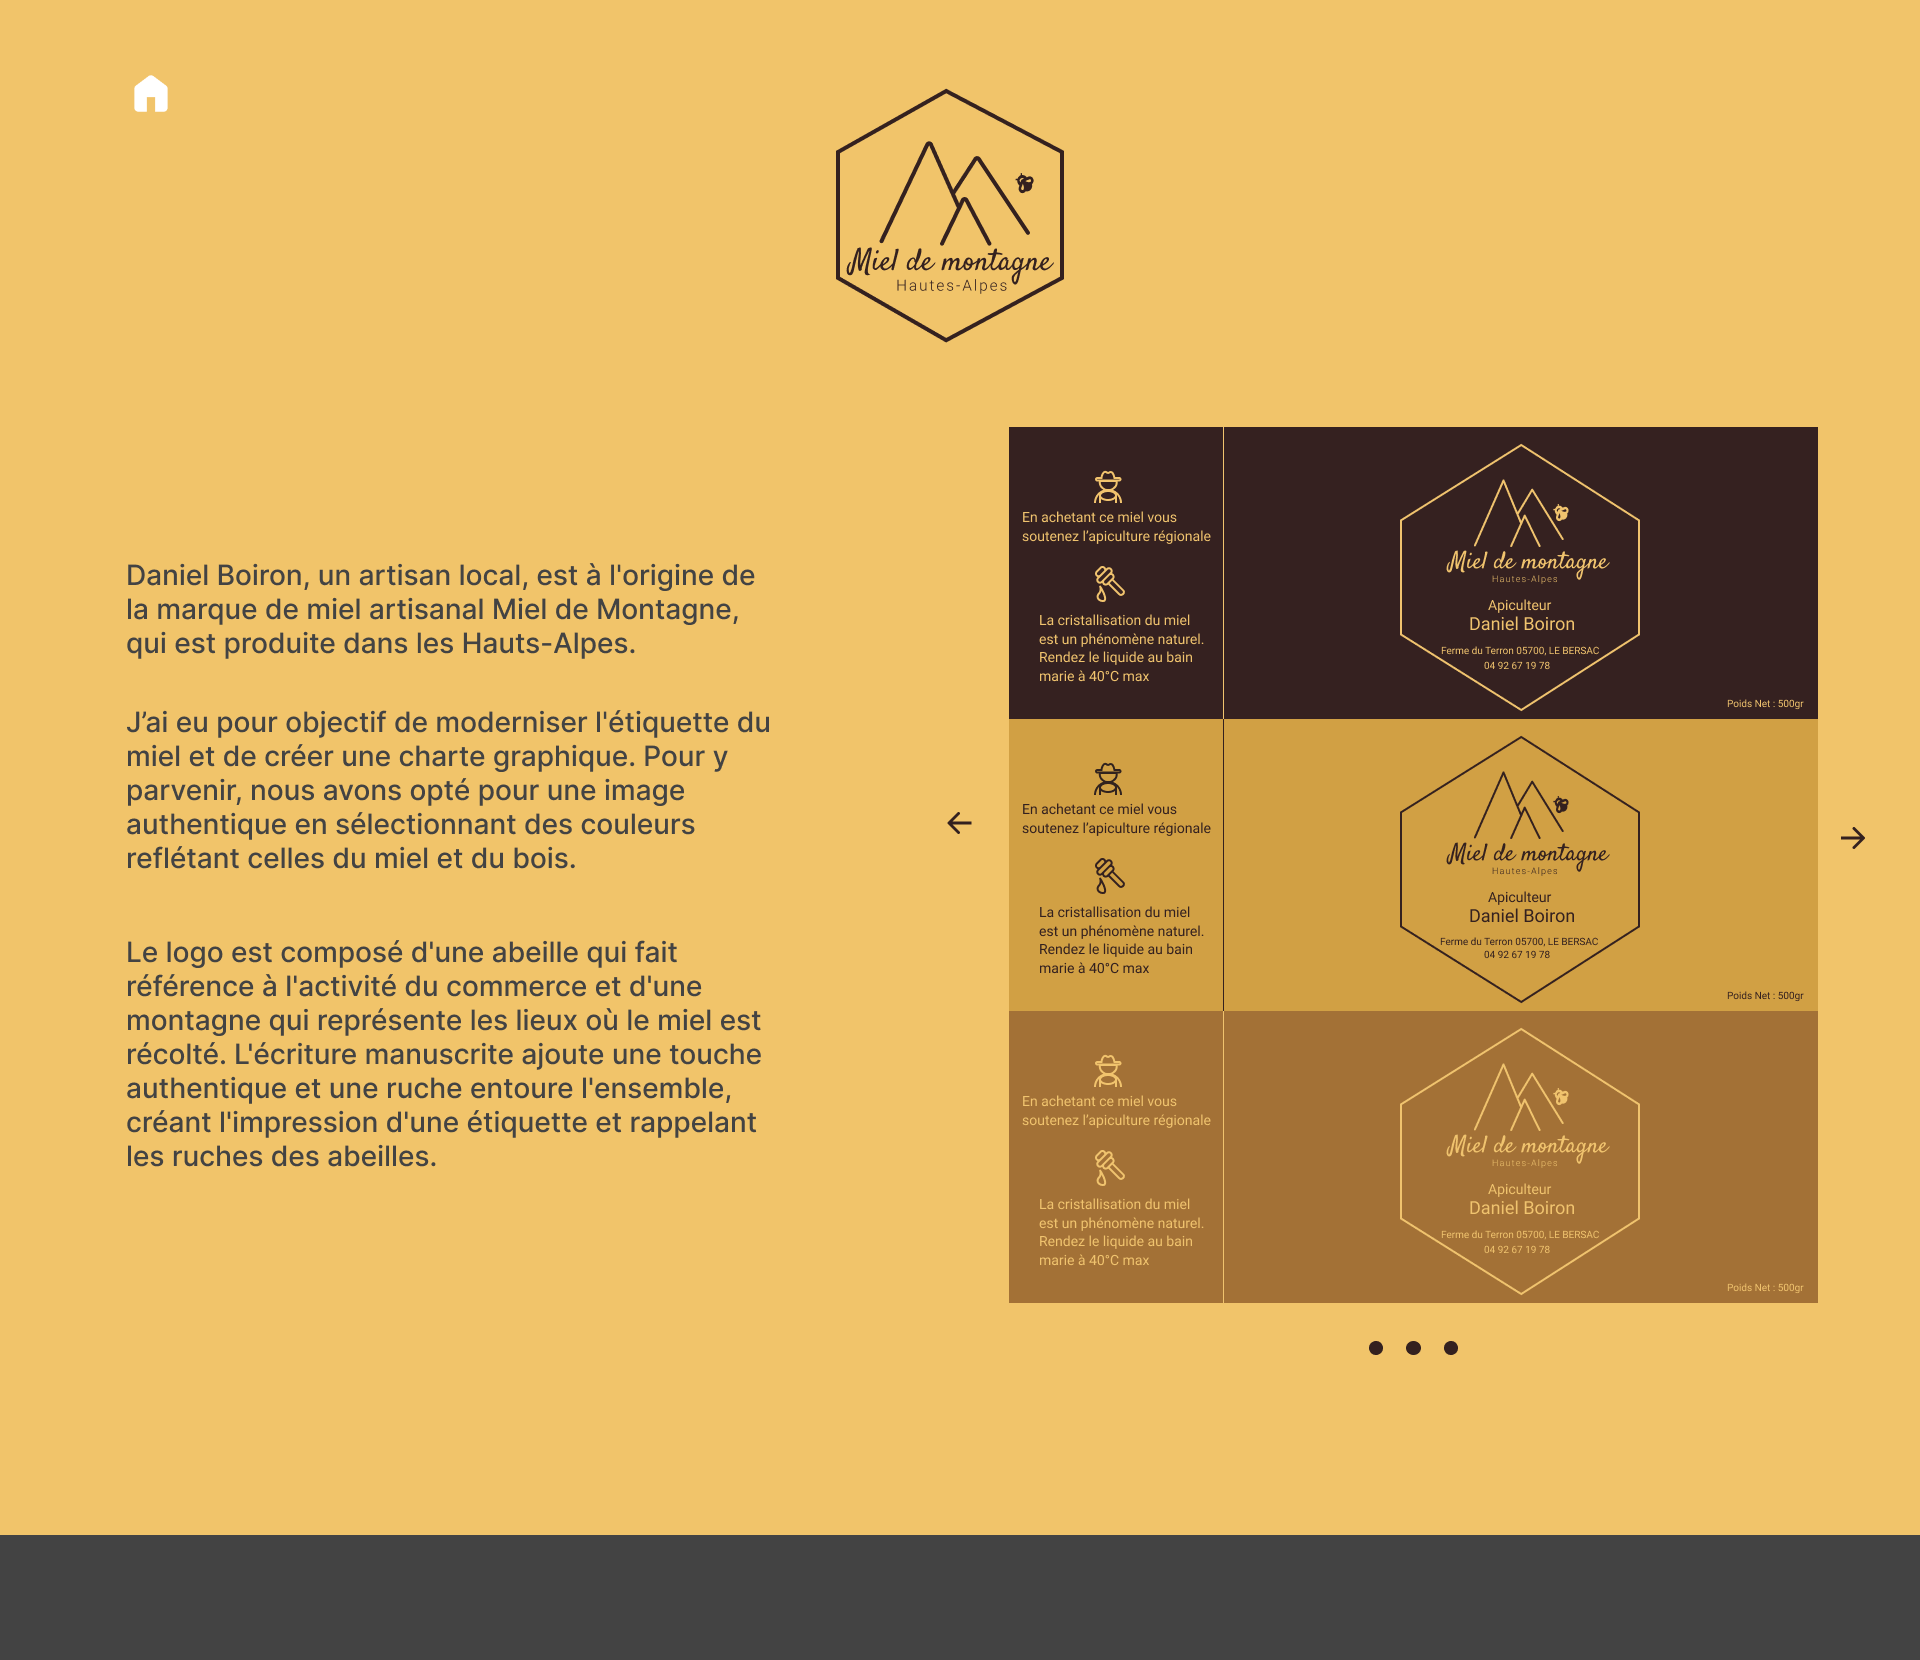 Miel de montagne
Hautes-Alpes
Daniel Boiron, un artisan local, est à l'origine de
la marque de miel artisanal Miel de Montagne,
qui est produite dans les Hauts-Alpes.
J’ai eu pour objectif de moderniser l'étiquette du
miel et de créer une charte graphique. Pour y
parvenir, nous avons opté pour une image
authentique en sélectionnant des couleurs
reflétant celles du miel et du bois.
Le logo est composé d'une abeille qui fait
référence à l'activité du commerce et d'une
montagne qui représente les lieux où le miel est
récolté. L'écriture manuscrite ajoute une touche
authentique et une ruche entoure l'ensemble,
créant l'impression d'une étiquette et rappelant
les ruches des abeilles.
En achetant ce miel vous
soutenez l’apiculture régionale
La cristallisation du miel
est un phénomène naturel.
Rendez le liquide au bain
marie à 40°C max
Miel de montagne
Hautes-Alpes
Apiculteur
Daniel Boiron
Ferme du Terron 05700, LE BERSAC
04 92 67 19 78
Poids Net : 500gr
En achetant ce miel vous
soutenez l’apiculture régionale
La cristallisation du miel
est un phénomène naturel.
Rendez le liquide au bain
marie à 40°C max
Miel de montagne
Hautes-Alpes
Apiculteur
Daniel Boiron
Ferme du Terron 05700, LE BERSAC
04 92 67 19 78
Poids Net : 500gr
En achetant ce miel vous
soutenez l’apiculture régionale
La cristallisation du miel
est un phénomène naturel.
Rendez le liquide au bain
marie à 40°C max
Miel de montagne
Hautes-Alpes
Apiculteur
Daniel Boiron
Ferme du Terron 05700, LE BERSAC
04 92 67 19 78
Poids Net : 500gr